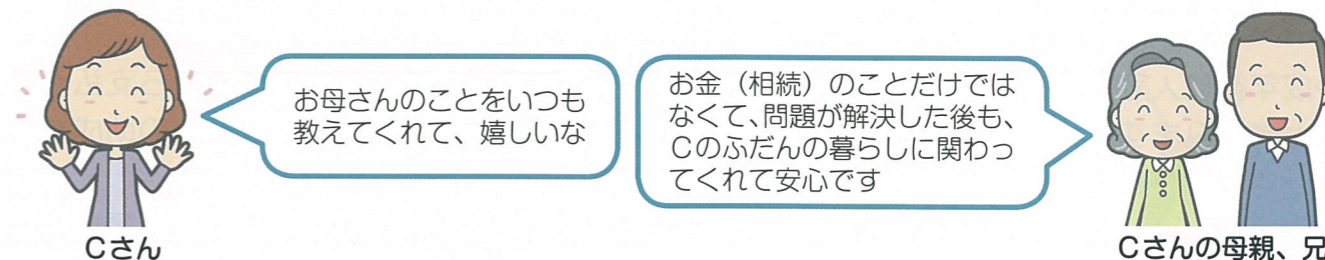 お母さんのことをいつも
教えてくれて、嬉しいな
お金（相続）のことだけでは
なくて、問題が解決した後も、
Cのふだんの暮らしに関わっ
てくれて安心です
Cさん
Cさんの母親、兄